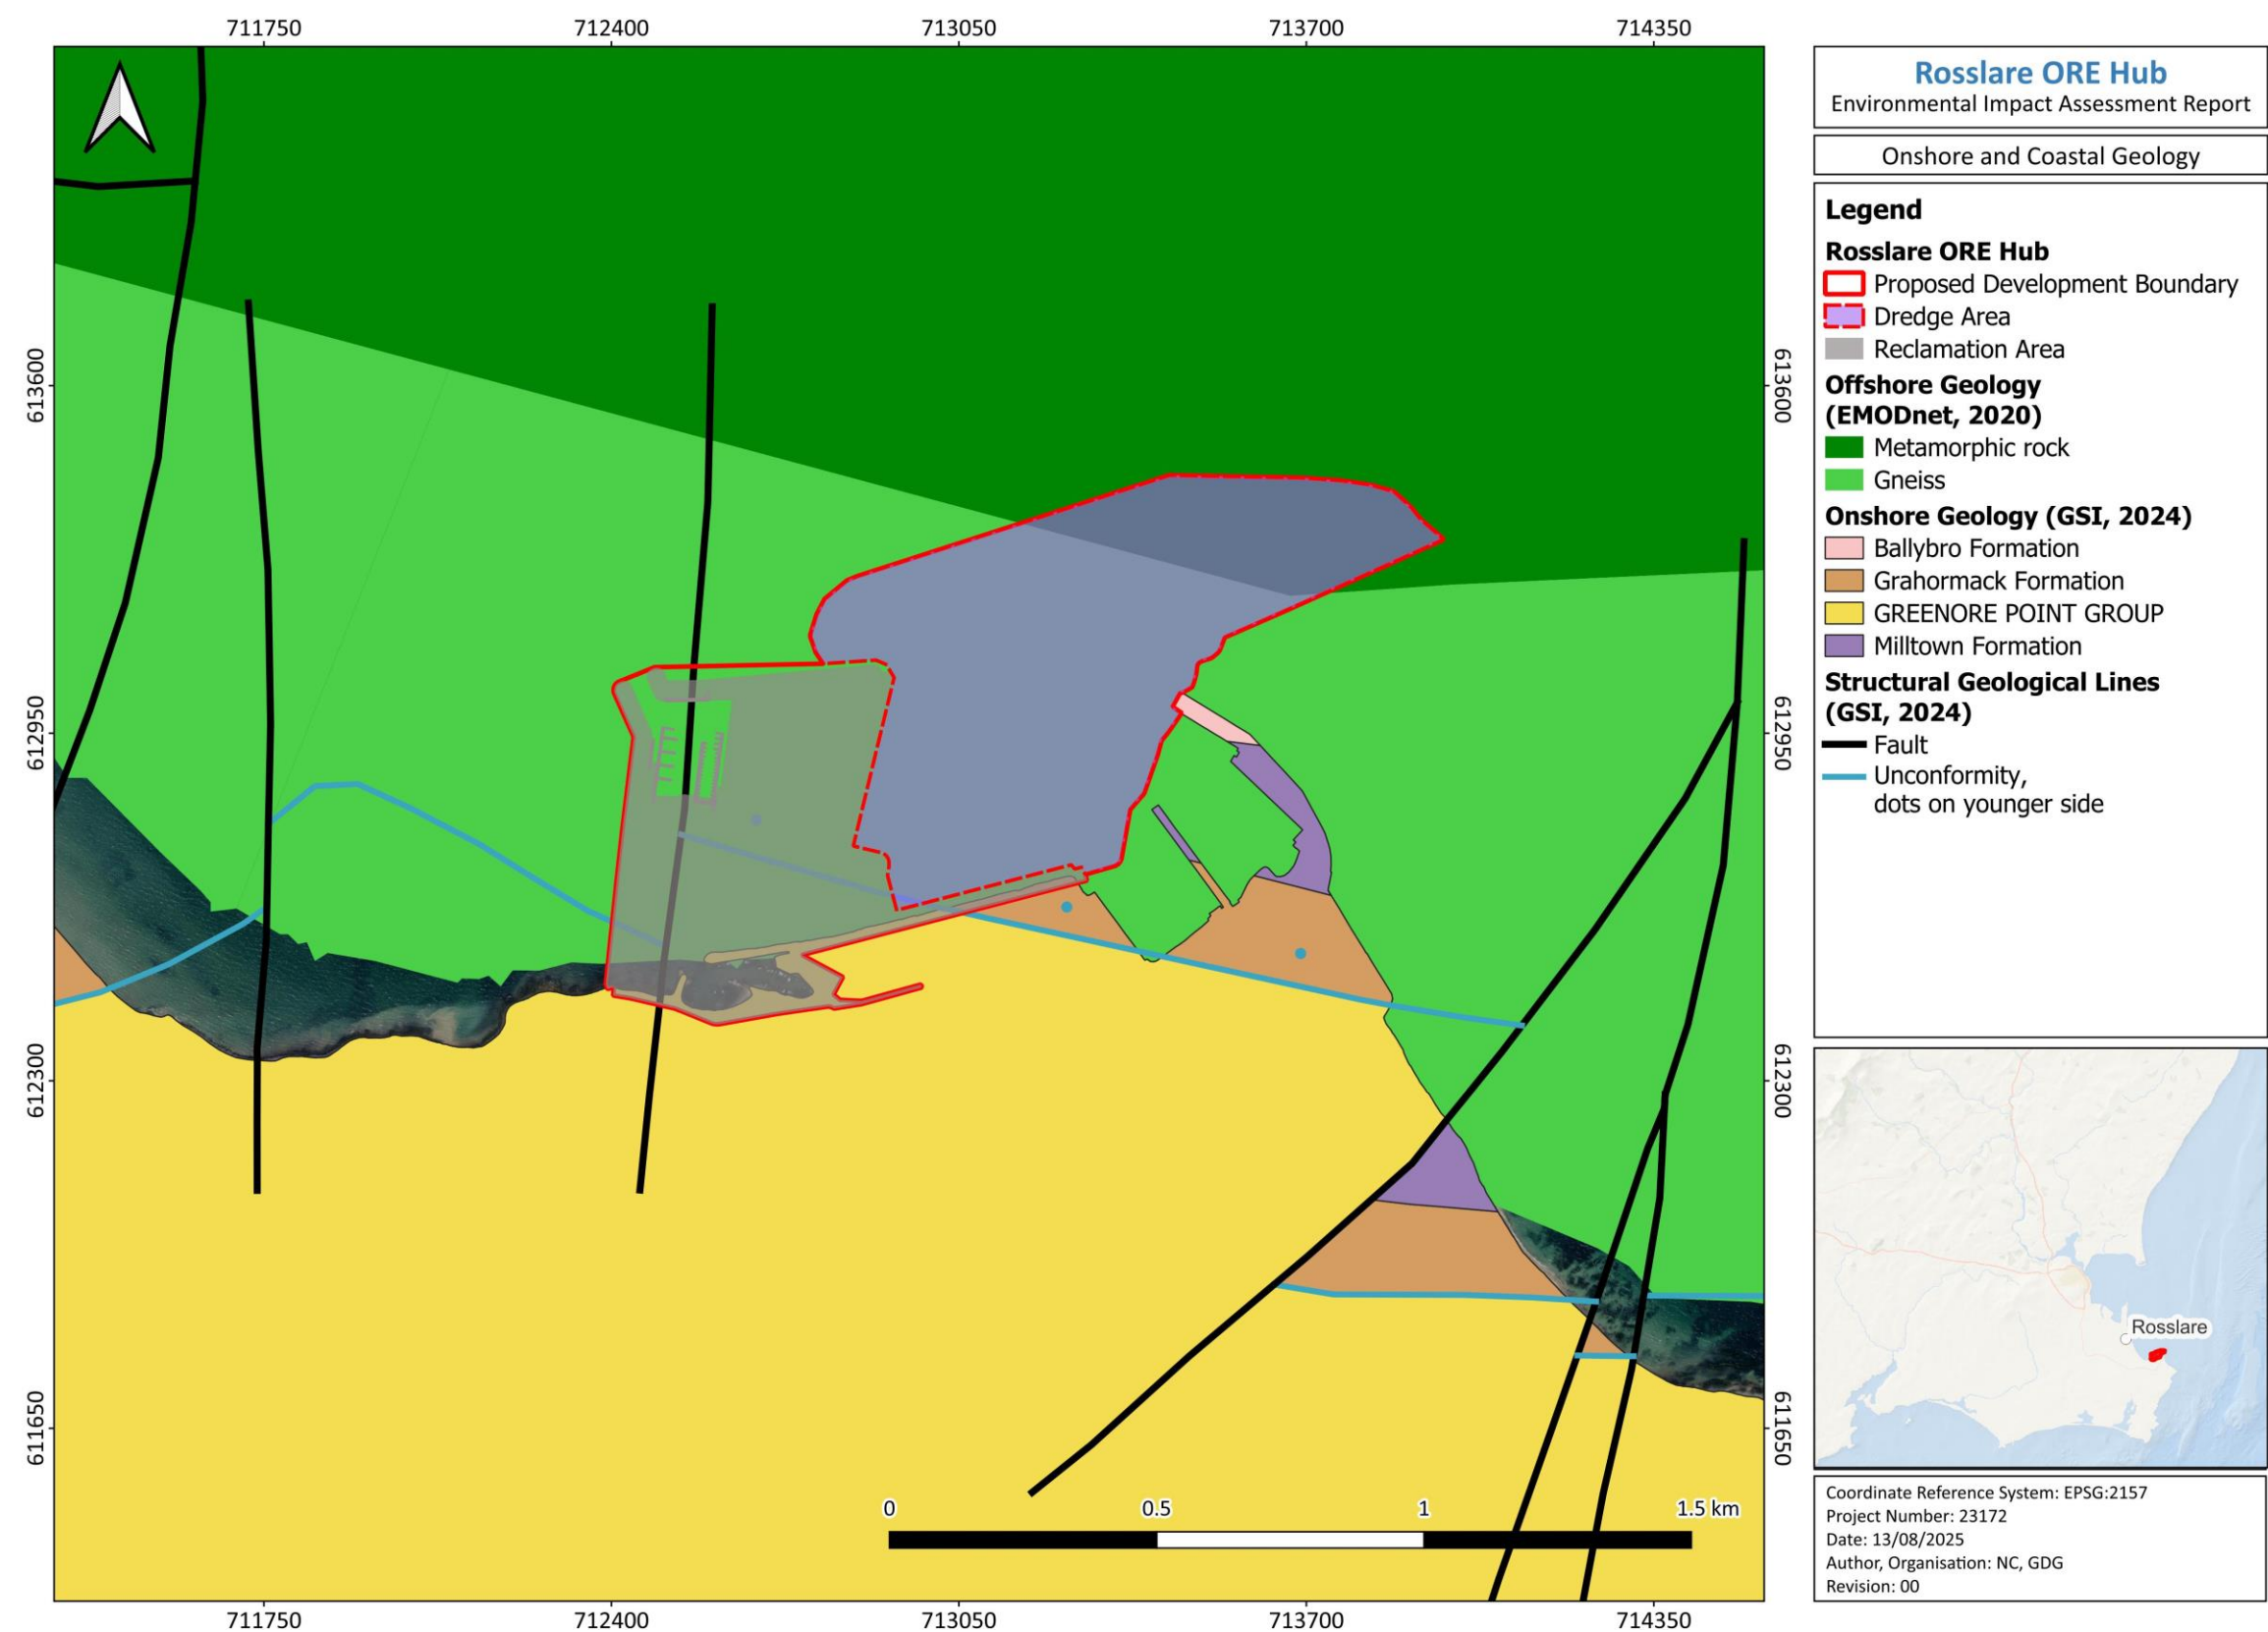 711750
712400
713050
713700
714350
613600
612950
612300
611650
613600
612950
612300
611650
0
0.5
1
1.5 km
711750
712400
713050
713700
714350
Rosslare ORE Hub
Environmental Impact Assessment Report
Onshore and Coastal Geology
Legend
Rosslare ORE Hub
Proposed Development Boundary
Dredge Area
Reclamation Area
Offshore Geology
(EMODnet, 2020)
Metamorphic rock
Gneiss
Onshore Geology (GSI, 2024)
Ballybro Formation
Grahormack Formation
GREENORE POINT GROUP
Milltown Formation
Structural Geological Lines
(GSI, 2024)
Fault
Unconformity,
dots on younger side
Rosslare
Coordinate Reference System: EPSG:2157
Project Number: 23172
Date: 13/08/2025
Author, Organisation: NC, GDG
Revision: 00